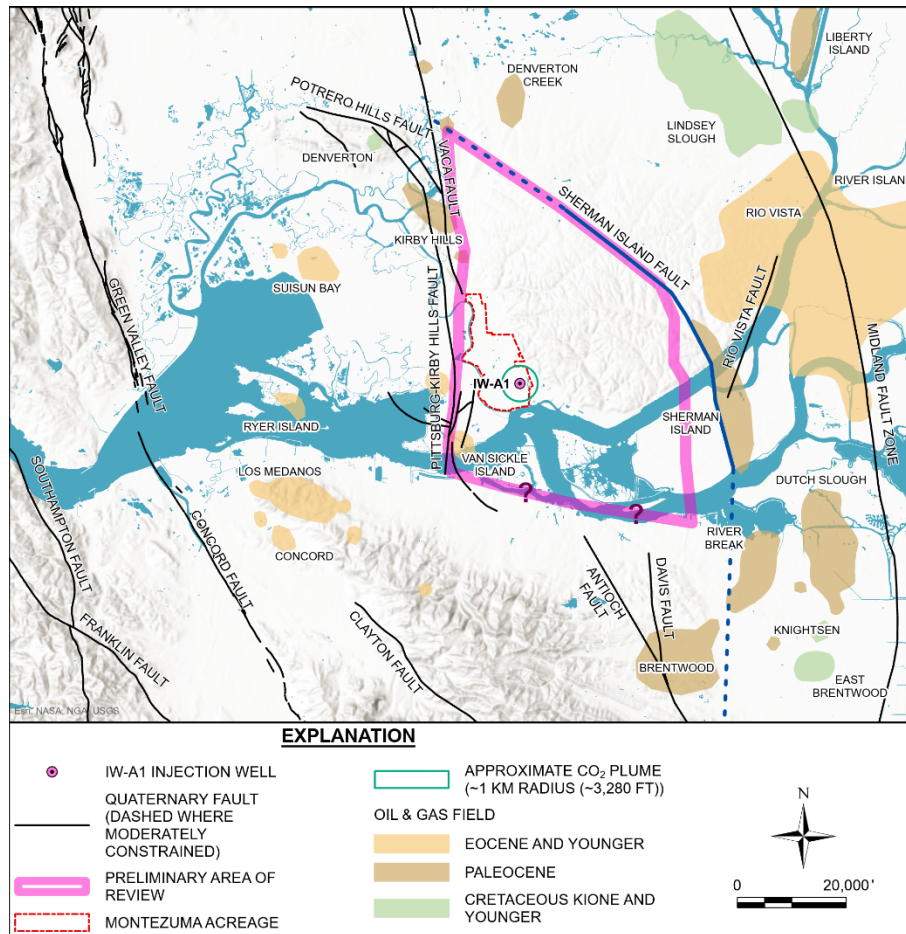 LIBERTY
ISLAND
DENVERTON
CREEK
POTRERO HILLS FAULT
LINDSEY
SLOUGH
DENVERTON
VACA FAULT
RIVER ISLAN
RIO VISTA
SHERMAN ISLAND FAULT
KIRBY HILLS
SUISUN BAY
GREEN VALLEY FAULT
PITTSBURG-KIRBY HILLS FAULT
RIO VISTA FAULT
MIDLAND FAULT ZONE
IW-A1
RYER ISLAND
SHERMAN
ISLAND
VAN SICKLE
ISLAND
LOS MEDANOS
DUTCH SLOUGH
SOUTHAMPTON FAULT
CONCORD FAULT
?
?
RIVER
BREAK
CONCORD
ANTIOCH
FAULT
DAVIS FAULT
FRANKLIN FAULT
CLAYTON FAULT
KNIGHTSEN
BRENTWOOD
EAST
BRENTWOOD
Esri, NASA, NGA, USGS
EXPLANATION
IW-A1 INJECTION WELL
QUATERNARY FAULT
(DASHED WHERE
MODERATELY
CONSTRAINED)
PRELIMINARY AREA OF
REVIEW
MONTEZUMA ACREAGE
APPROXIMATE CO₂ PLUME
(~1 KM RADIUS (~3,280 FT))
OIL & GAS FIELD
EOCENE AND YOUNGER
PALEOCENE
CRETACEOUS KIONE AND
YOUNGER
N
0 20,000'